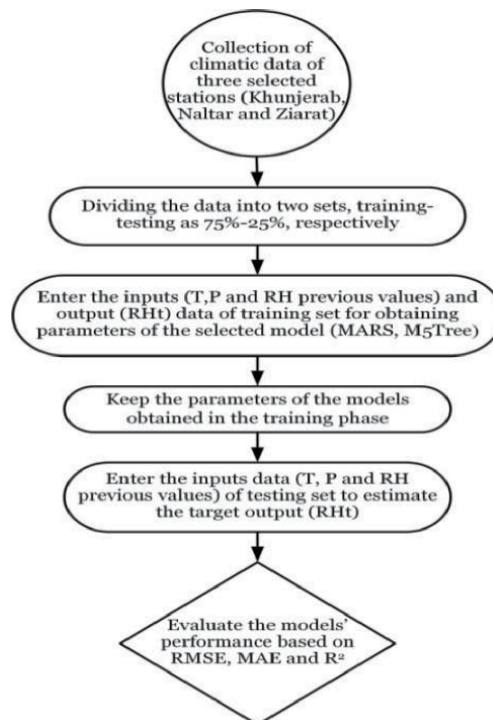 Collection of
climatic data of
three selected
stations (Khunjerab,
Naltar and Ziarat)
Dividing the data into two sets, training-
testing as 75%-25%, respectively
Enter the inputs (T,P and RH previous values) and
output (RHt) data of training set for obtaining
parameters of the selected model (MARS, M5Tree)
Keep the parameters of the models
obtained in the training phase
Enter the inputs data (T, P and RH
previous values) of testing set to estimate
the target output (RHt)
Evaluate the models’
performance based on
RMSE, MAE and R²